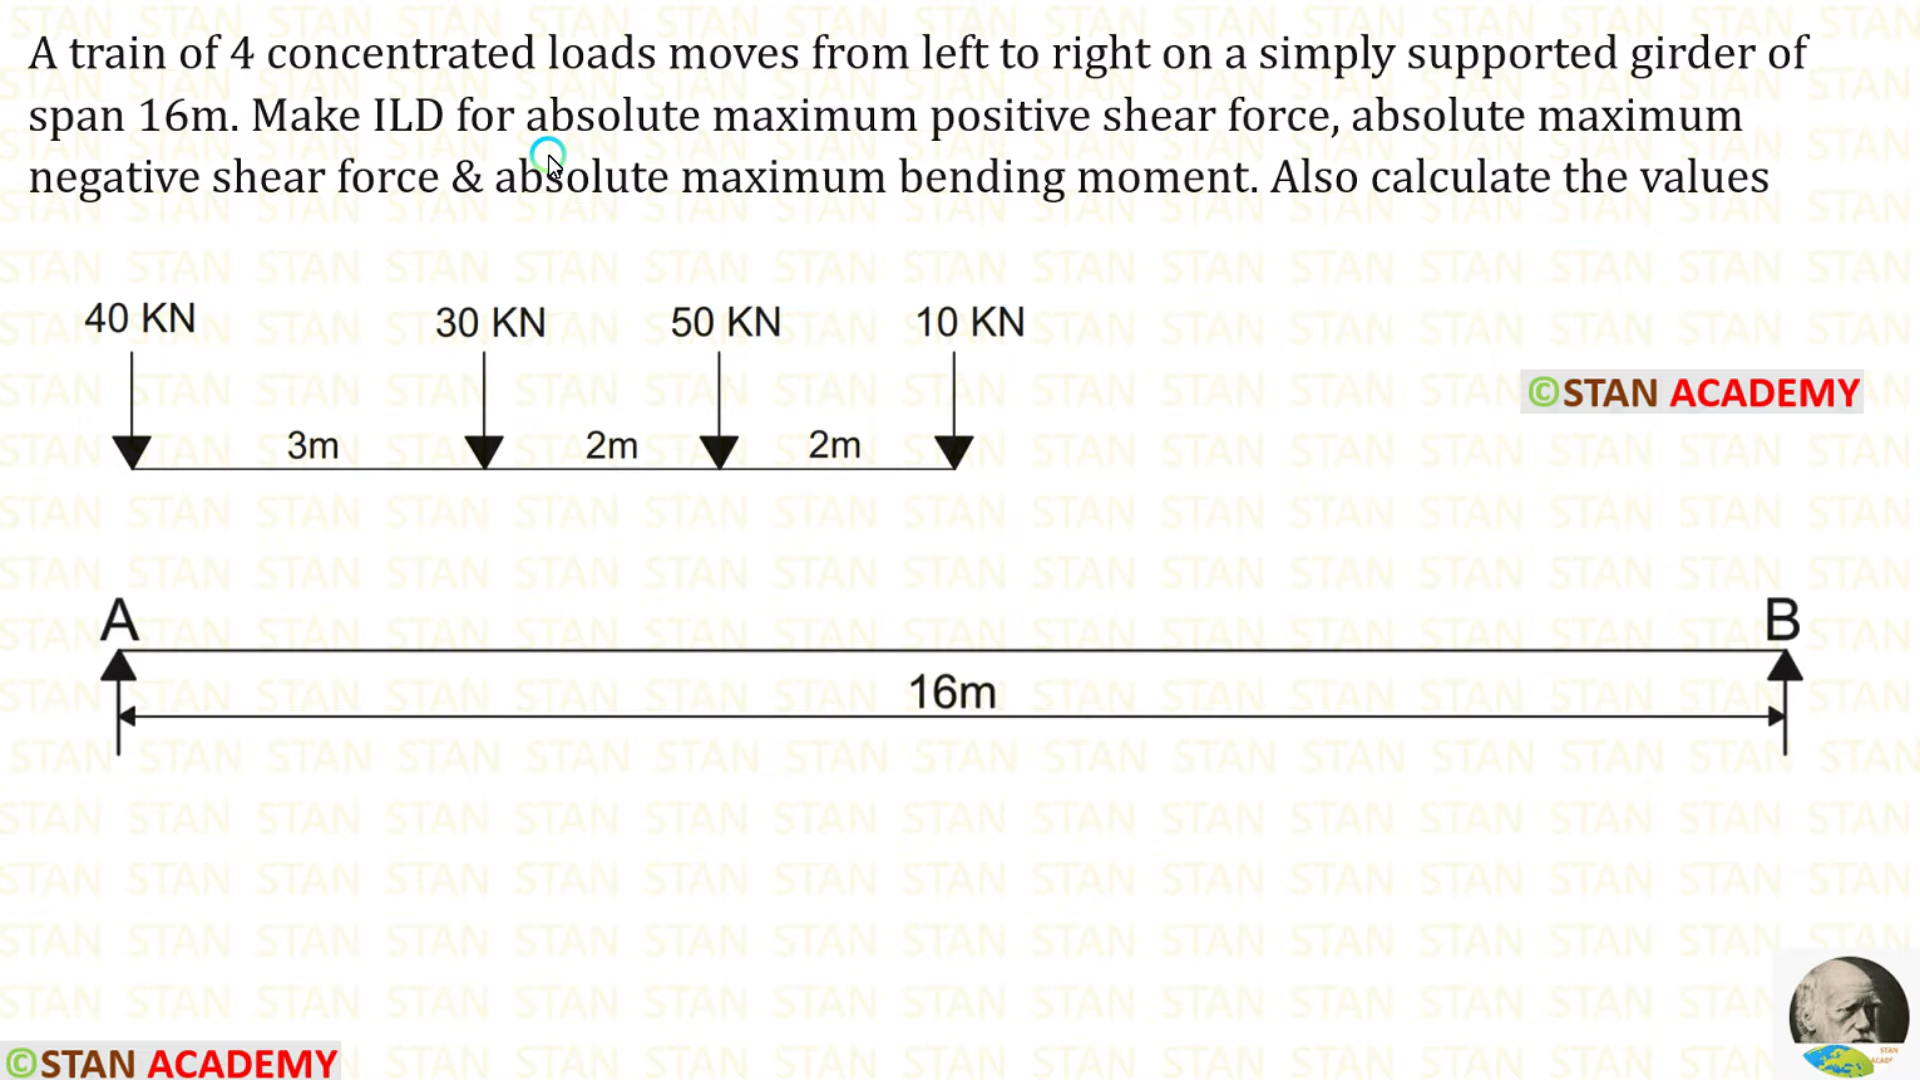 A train of 4 concentrated loads moves from left to right on a simply supported girder of
span 16m. Make ILD for absolute maximum positive shear force, absolute maximum
negative shear force & absolute maximum bending moment. Also calculate the values
40 KN 30 KN 50 KN 10 KN
©STAN ACADEMY
3m 2m 2m
A B
16m
©STAN ACADEMY